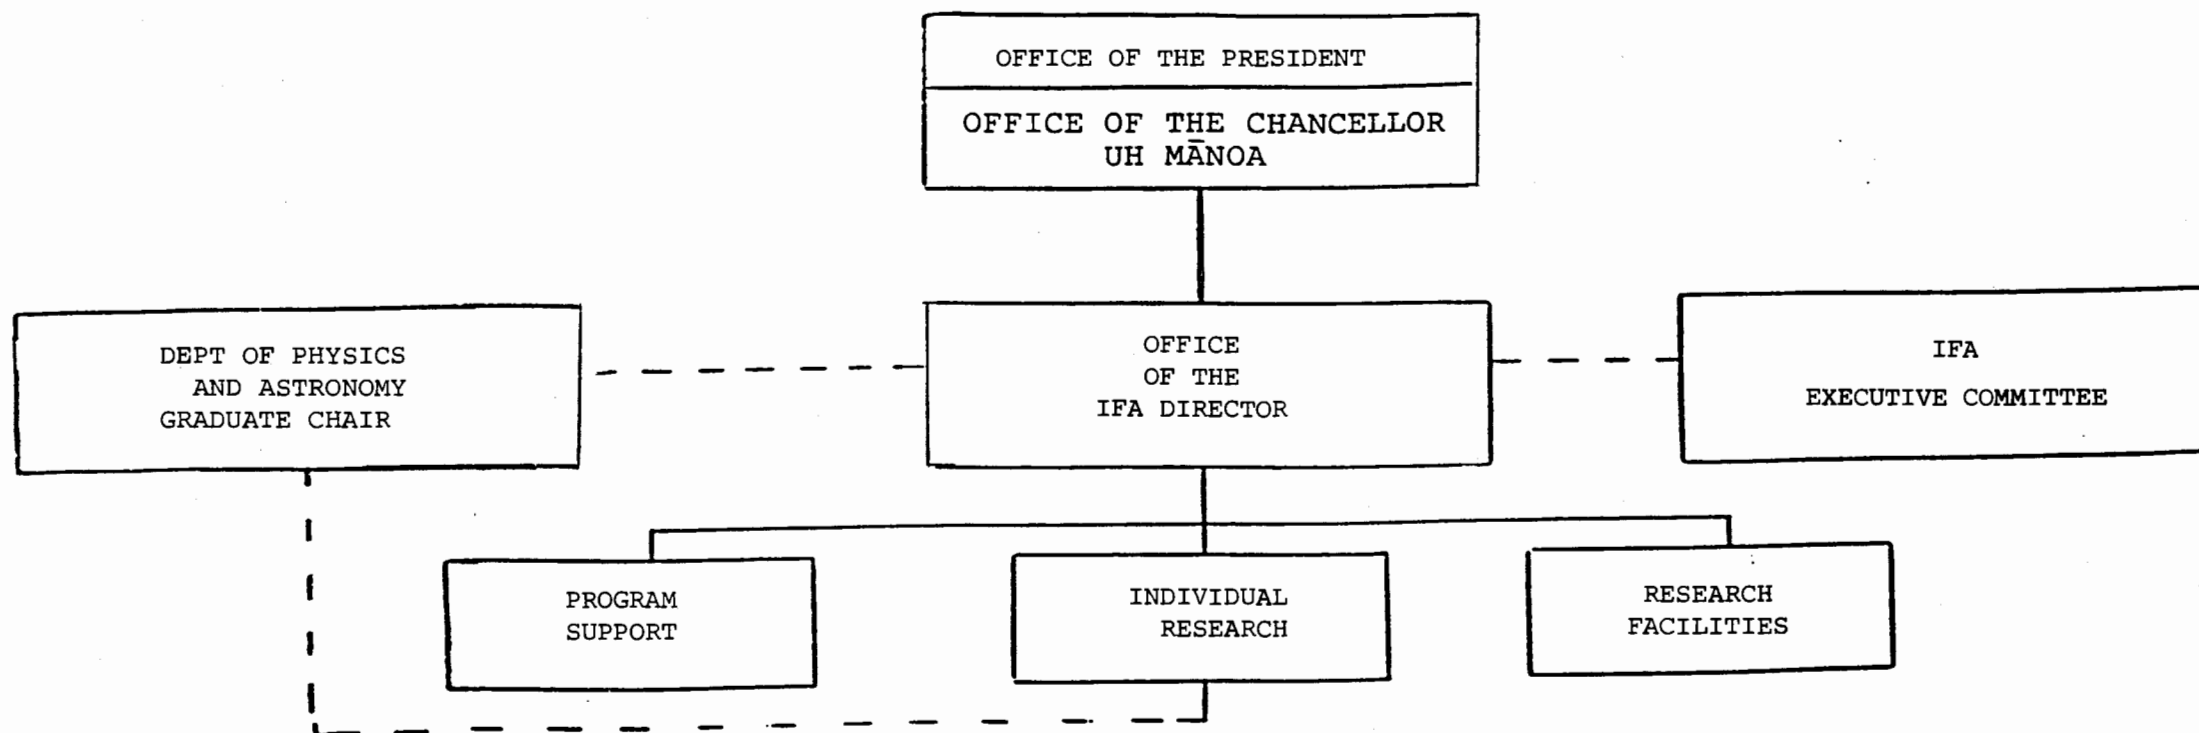 OFFICE OF THE PRESIDENT
OFFICE OF THE CHANCELLOR
UH MĀNOA
DEPT OF PHYSICS
AND ASTRONOMY
GRADUATE CHAIR
OFFICE
OF THE
IFA DIRECTOR
IFA
EXECUTIVE COMMITTEE
PROGRAM
SUPPORT
INDIVIDUAL
RESEARCH
RESEARCH
FACILITIES